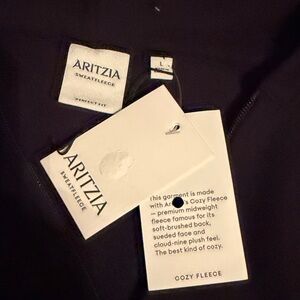 ARITZIA
SWEATFLEECE
PERFECT FIT
L
ARITZIA
SWEATFLEECE
This garment is made
with Ar 's Cozy Fleece
— premium midweight
fleece famous for its
soft-brushed back,
sueded face and
cloud-nine plush feel.
The best kind of cozy.
COZY FLEECE